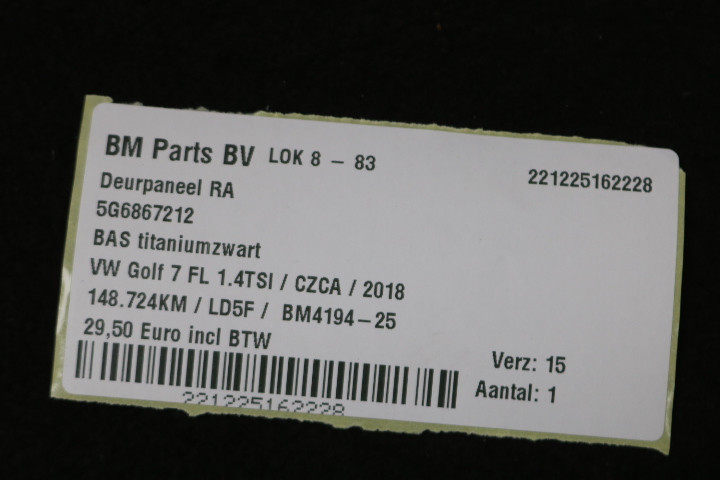 BM Parts BV LOK 8 - 83
221225162228
Deurpaneel RA
5G6867212
BAS titaniumzwart
VW Golf 7 FL 1.4TSI / CZCA / 2018
148.724KM / LD5F / BM4194-25
29,50 Euro incl BTW
Verz: 15
Aantal: 1
221225162228